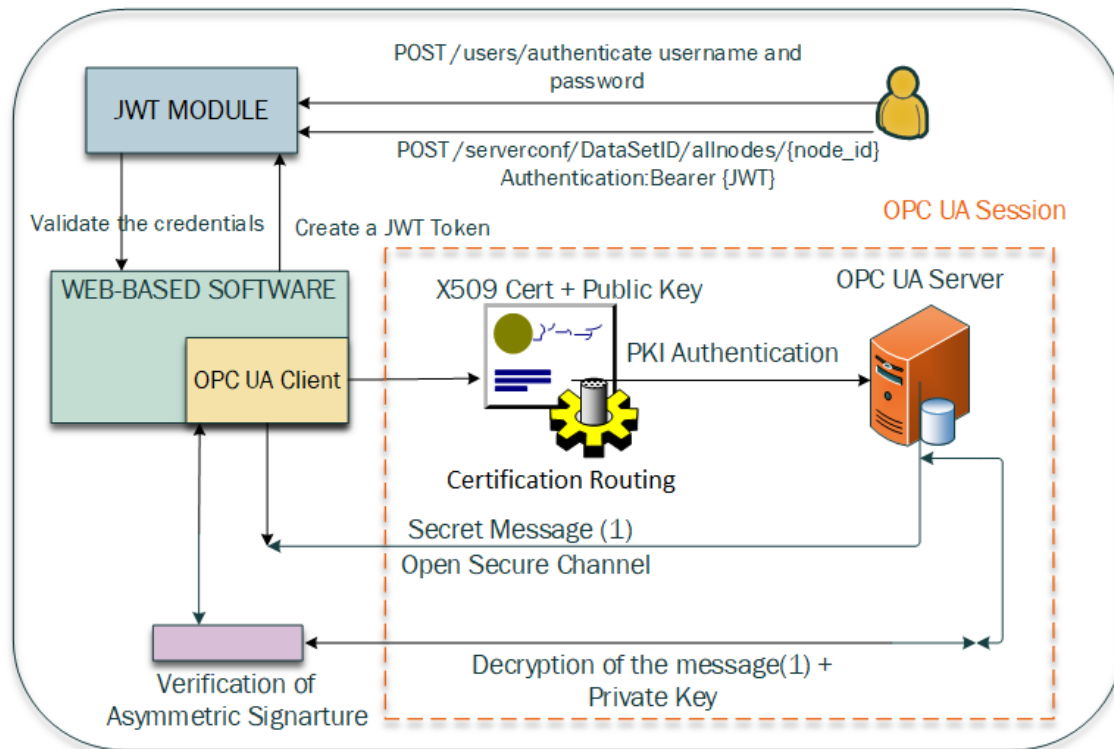 POST /users/authenticate username and
password
JWT MODULE
POST /serverconf/DataSetID/allnodes/{node_id}
Authentication:Bearer {JWT}
Validate the credentials
Create a JWT Token
OPC UA Session
WEB-BASED SOFTWARE
OPC UA Client
X509 Cert + Public Key
OPC UA Server
PKI Authentication
Certification Routing
Secret Message (1)
Open Secure Channel
Decryption of the message(1) +
Private Key
Verification of
Asymmetric Signarture